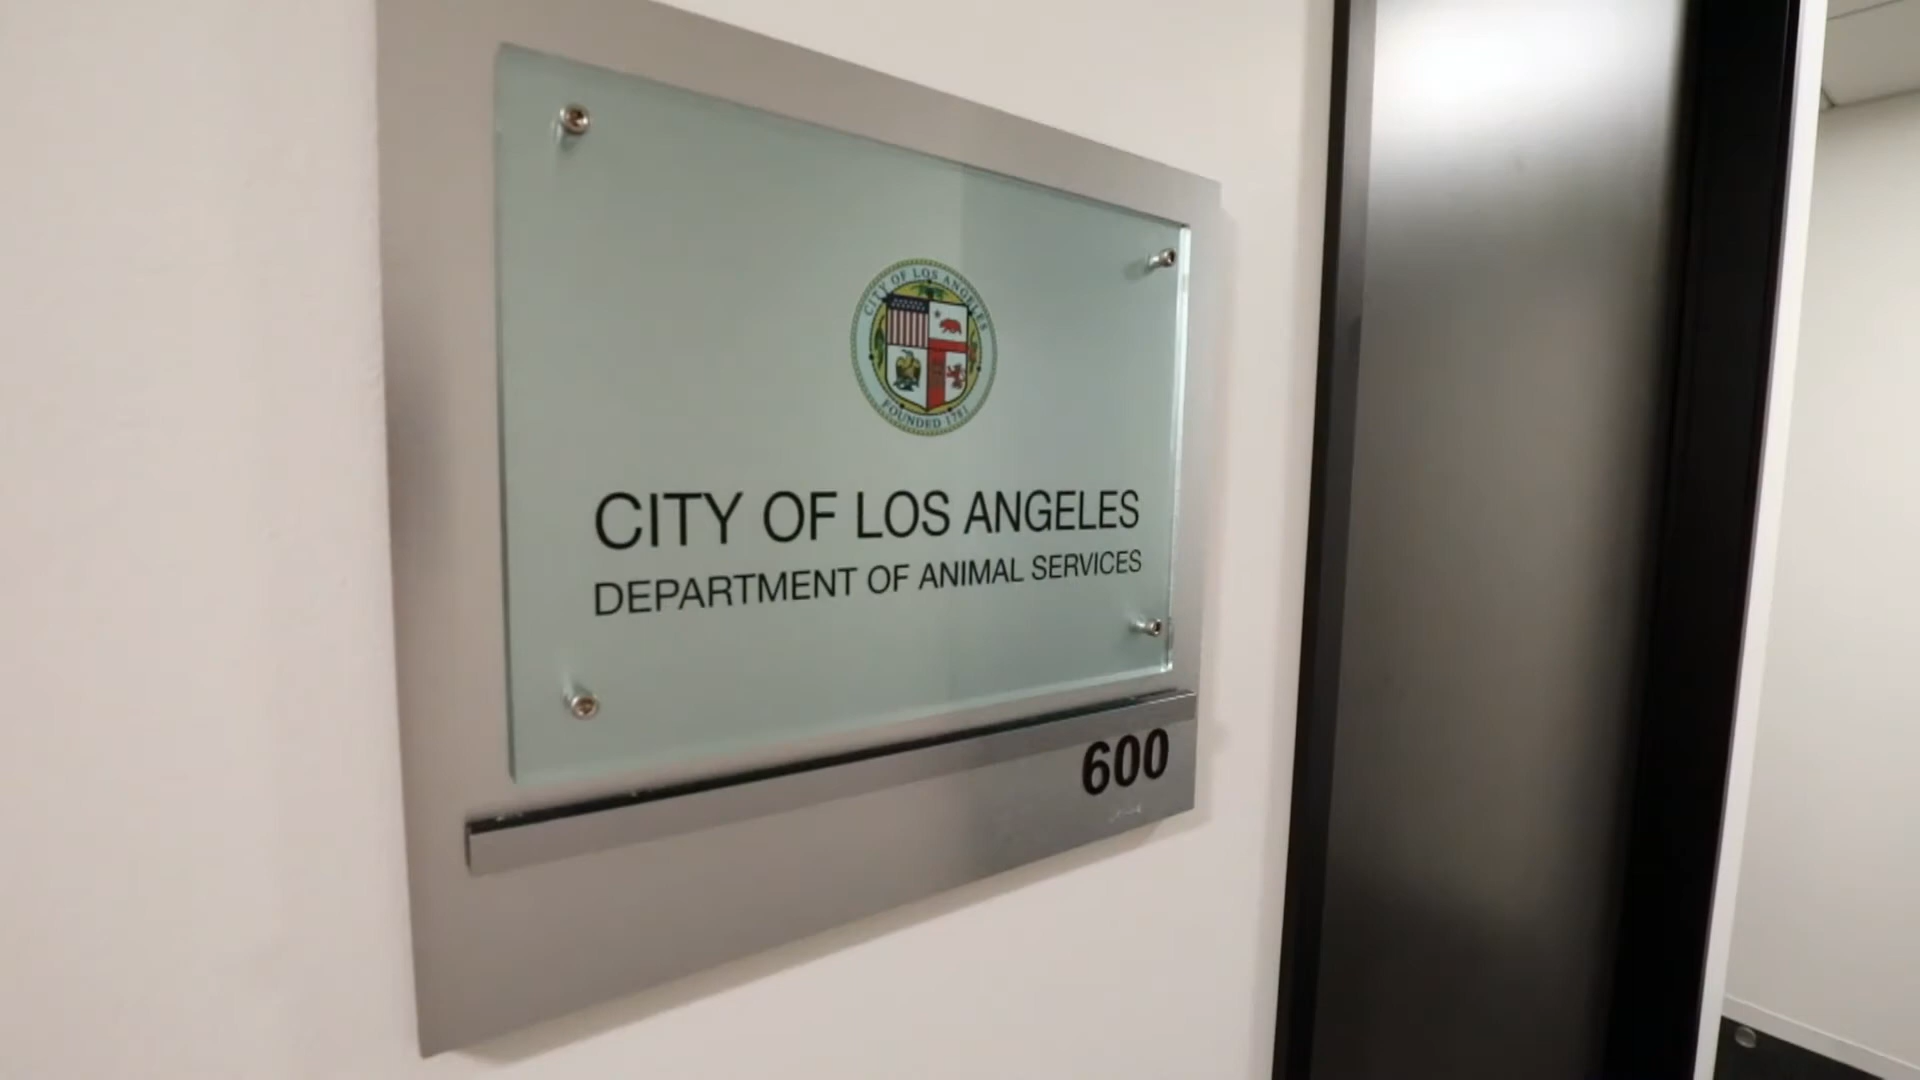 CITY OF LOS ANGELES
FOUNDED 1781
CITY OF LOS ANGELES
DEPARTMENT OF ANIMAL SERVICES
600